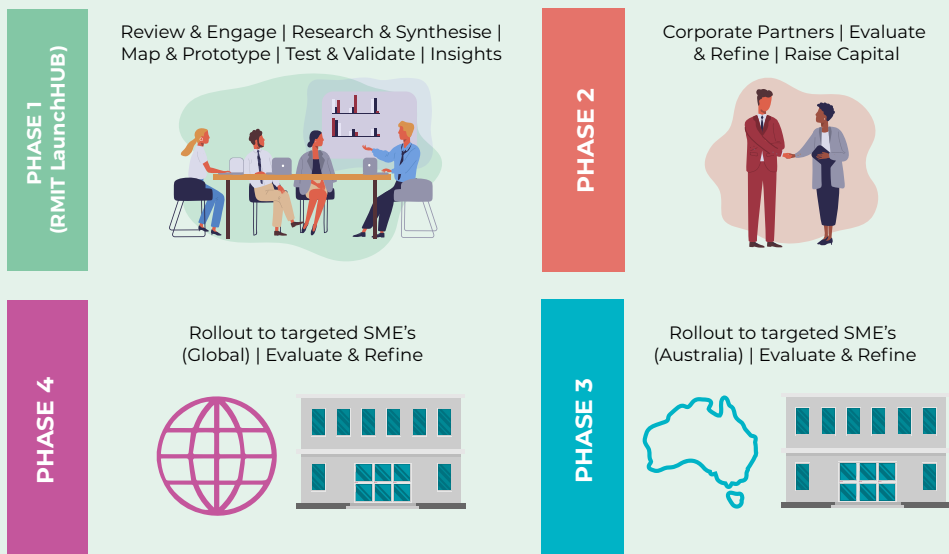 PHASE 1
(RMIT LaunchHUB)
Review & Engage | Research & Synthesise |
Map & Prototype | Test & Validate | Insights
PHASE 2
Corporate Partners | Evaluate
& Refine | Raise Capital
PHASE 4
Rollout to targeted SME's
(Global) | Evaluate & Refine
PHASE 3
Rollout to targeted SME's
(Australia) | Evaluate & Refine